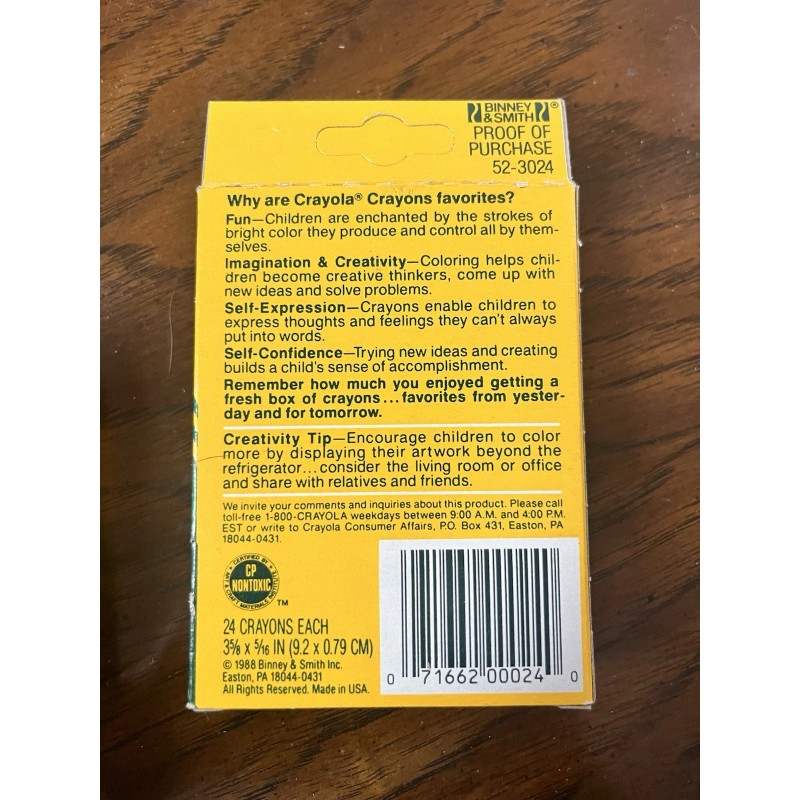 BINNEY
& SMITH ®
PROOF OF
PURCHASE
52-3024
Why are Crayola® Crayons favorites?
Fun—Children are enchanted by the strokes of
bright color they produce and control all by them-
selves.
Imagination & Creativity—Coloring helps chil-
dren become creative thinkers, come up with
new ideas and solve problems.
Self-Expression—Crayons enable children to
express thoughts and feelings they can't always
put into words.
Self-Confidence—Trying new ideas and creating
builds a child's sense of accomplishment.
Remember how much you enjoyed getting a
fresh box of crayons...favorites from yester-
day and for tomorrow.
Creativity Tip—Encourage children to color
more by displaying their artwork beyond the
refrigerator...consider the living room or office
and share with relatives and friends.
We invite your comments and inquiries about this product. Please call
toll-free 1-800-CRAYOLA weekdays between 9:00 A.M. and 4:00 P.M.
EST or write to Crayola Consumer Affairs, P.O. Box 431, Easton, PA
18044-0431.
CERTIFIED BY
CP
NONTOXIC
TM
24 CRAYONS EACH
3⅝ x 5/16 IN (9.2 x 0.79 CM)
© 1988 Binney & Smith Inc.
Easton, PA 18044-0431
All Rights Reserved. Made in USA.
0 71662 00024 0